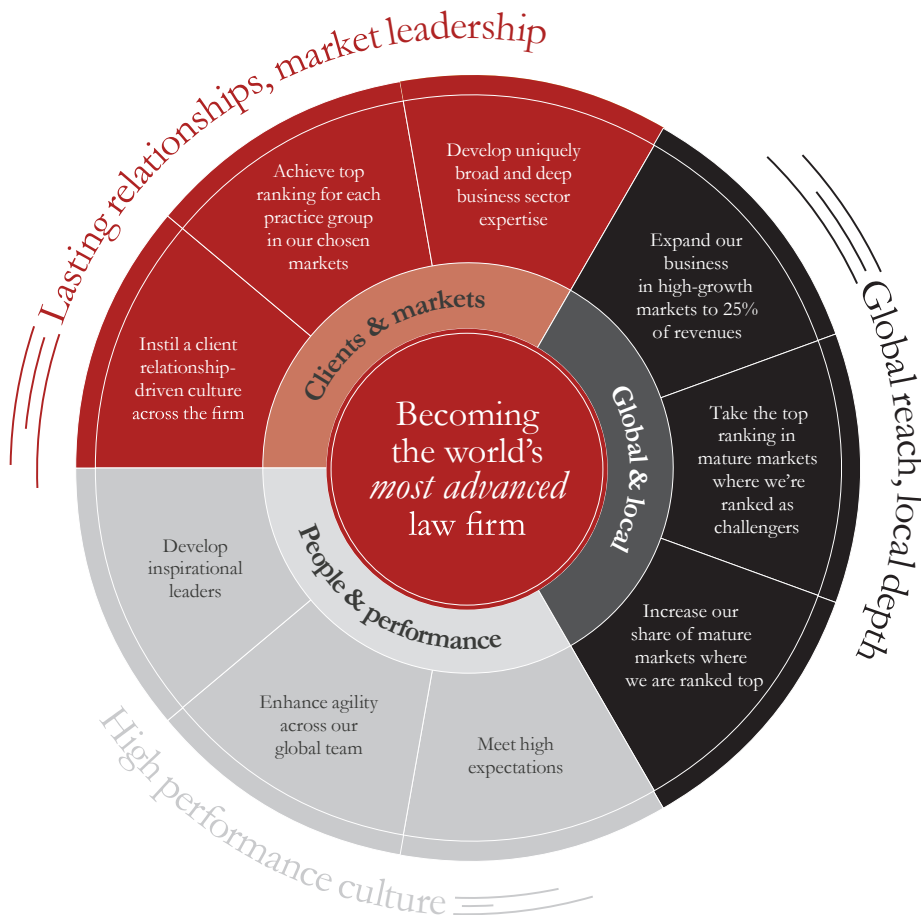 Lasting relationships, market leadership
Achieve top
ranking for each
practice group
in our chosen
markets
Develop uniquely
broad and deep
business sector
expertise
Instil a client
relationship-
driven culture
across the firm
Clients & markets
Expand our
business
in high-growth
markets to 25%
of revenues
Take the top
ranking in
mature markets
where we’re
ranked as
challengers
Increase our
share of mature
markets where
we are ranked top
Global & local
Global reach, local depth
Becoming
the world’s
most advanced
law firm
People & performance
Develop
inspirational
leaders
Enhance agility
across our
global team
Meet high
expectations
High performance culture